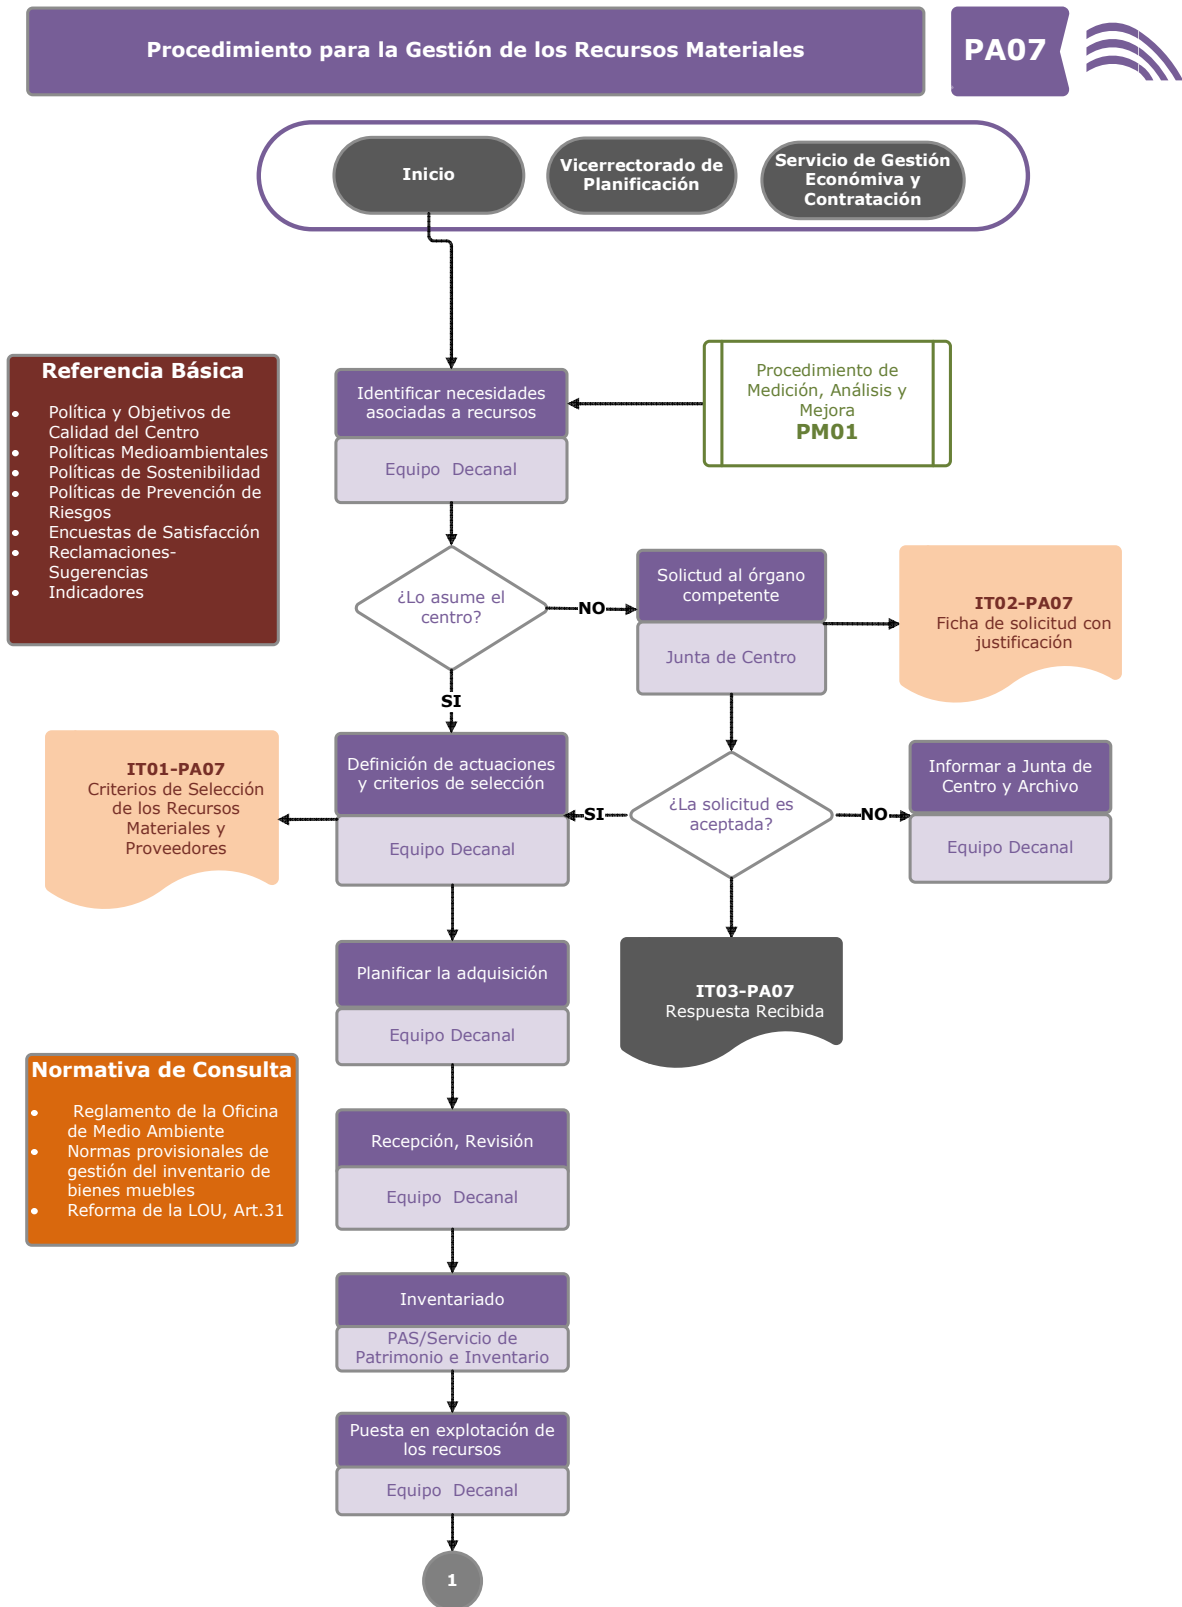 Procedimiento para la Gestión de los Recursos Materiales
PA07
Inicio
Vicerrectorado de
Planificación
Servicio de Gestión
Económiva y
Contratación
Referencia Básica
• Política y Objetivos de
Calidad del Centro
• Políticas Medioambientales
• Políticas de Sostenibilidad
• Políticas de Prevención de
Riesgos
• Encuestas de Satisfacción
• Reclamaciones-
Sugerencias
• Indicadores
Identificar necesidades
asociadas a recursos
Equipo Decanal
Procedimiento de
Medición, Análisis y
Mejora
PM01
¿Lo asume el
centro?
NO
Solictud al órgano
competente
Junta de Centro
IT02-PA07
Ficha de solicitud con
justificación
SI
IT01-PA07
Criterios de Selección
de los Recursos
Materiales y
Proveedores
Definición de actuaciones
y criterios de selección
Equipo Decanal
SI
¿La solicitud es
aceptada?
NO
Informar a Junta de
Centro y Archivo
Equipo Decanal
Planificar la adquisición
Equipo Decanal
IT03-PA07
Respuesta Recibida
Normativa de Consulta
• Reglamento de la Oficina
de Medio Ambiente
• Normas provisionales de
gestión del inventario de
bienes muebles
• Reforma de la LOU, Art.31
Recepción, Revisión
Equipo Decanal
Inventariado
PAS/Servicio de
Patrimonio e Inventario
Puesta en explotación de
los recursos
Equipo Decanal
1